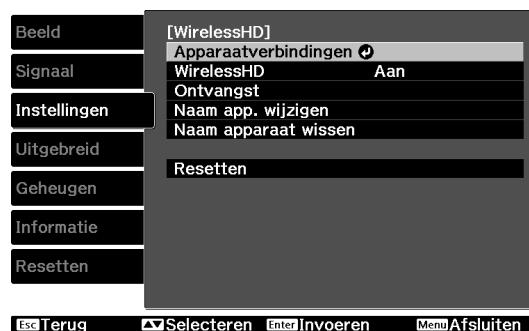 Beeld
Signaal
Instellingen
Uitgebreid
Geheugen
Informatie
Resetten
[WirelessHD]
Apparaatverbindingen
WirelessHD Aan
Ontvangst
Naam app. wijzigen
Naam apparaat wissen
Resetten
Esc Terug Selecteren Enter Invoeren Menu Afsluiten